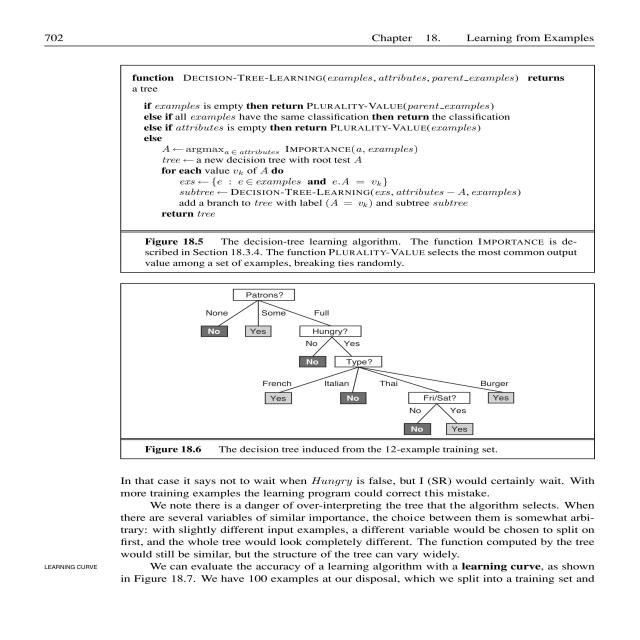 702 Chapter 18. Learning from Examples
function DECISION-TREE-LEARNING(examples, attributes, parent_examples) returns
a tree
if examples is empty then return PLURALITY-VALUE(parent_examples)
else if all examples have the same classification then return the classification
else if attributes is empty then return PLURALITY-VALUE(examples)
else
A ← argmax a ∈ attributes IMPORTANCE(a, examples)
tree ← a new decision tree with root test A
for each value vk of A do
exs ← {e : e ∈ examples and e.A = vk}
subtree ← DECISION-TREE-LEARNING(exs, attributes − A, examples)
add a branch to tree with label (A = vk) and subtree subtree
return tree
Figure 18.5 The decision-tree learning algorithm. The function IMPORTANCE is de-
scribed in Section 18.3.4. The function PLURALITY-VALUE selects the most common output
value among a set of examples, breaking ties randomly.
Patrons?
None Some Full
No Yes Hungry?
No Yes
No Type?
French Italian Thai Burger
Yes No Fri/Sat? Yes
No Yes
No Yes
Figure 18.6 The decision tree induced from the 12-example training set.
In that case it says not to wait when Hungry is false, but I (SR) would certainly wait. With
more training examples the learning program could correct this mistake.
We note there is a danger of over-interpreting the tree that the algorithm selects. When
there are several variables of similar importance, the choice between them is somewhat arbi-
trary: with slightly different input examples, a different variable would be chosen to split on
first, and the whole tree would look completely different. The function computed by the tree
would still be similar, but the structure of the tree can vary widely.
LEARNING CURVE We can evaluate the accuracy of a learning algorithm with a learning curve, as shown
in Figure 18.7. We have 100 examples at our disposal, which we split into a training set and